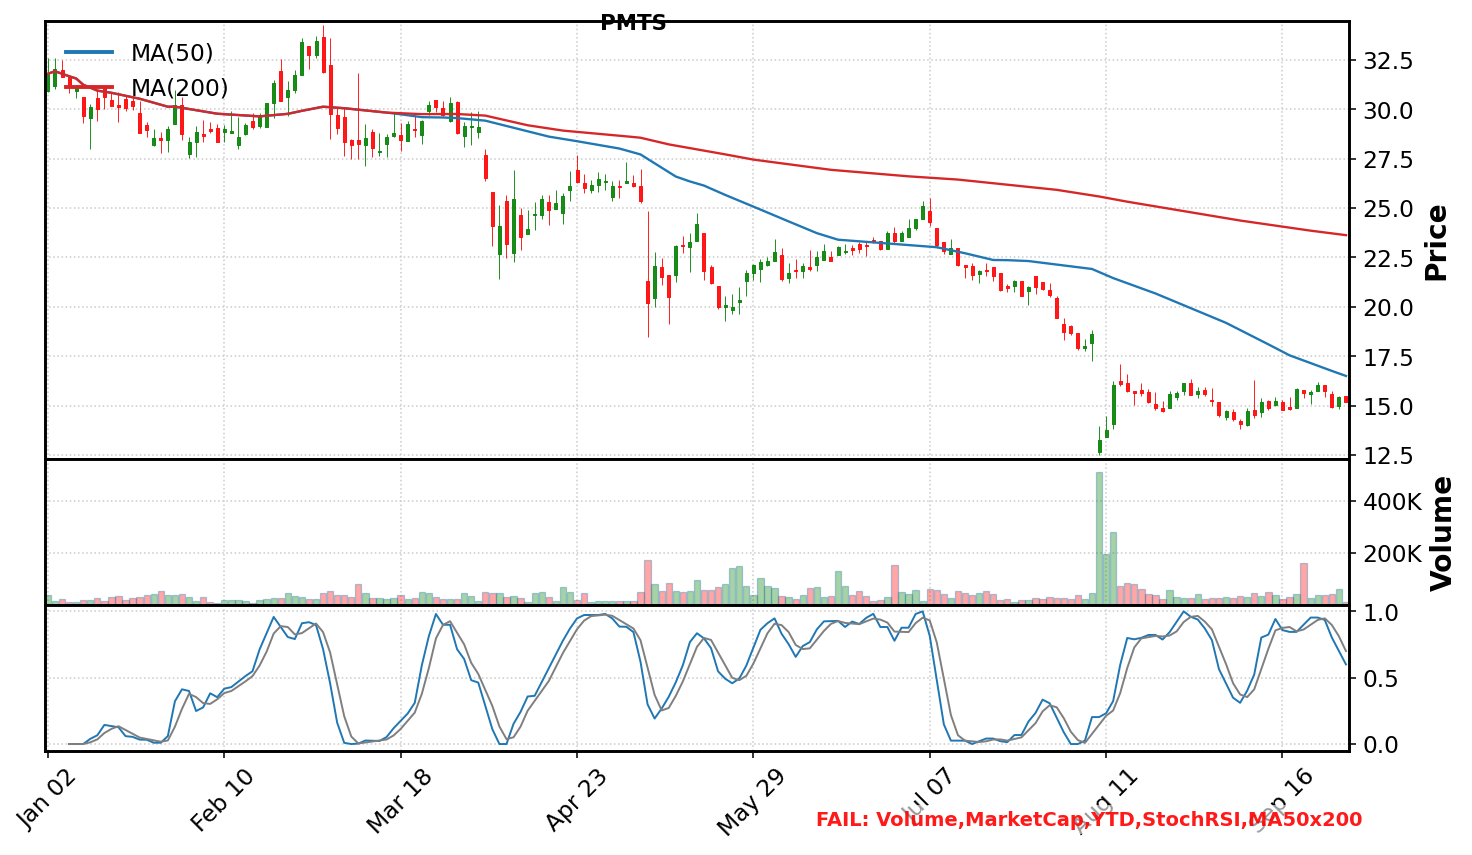 PMTS
MA(50)
MA(200)
32.5
30.0
27.5
25.0
22.5
20.0
17.5
15.0
12.5
Price
400K
200K
Volume
1.0
0.5
0.0
Jan 02
Feb 10
Mar 18
Apr 23
May 29
Jul 07
Aug 11
Sep 16
FAIL: Volume,MarketCap,YTD,StochRSI,MA50x200